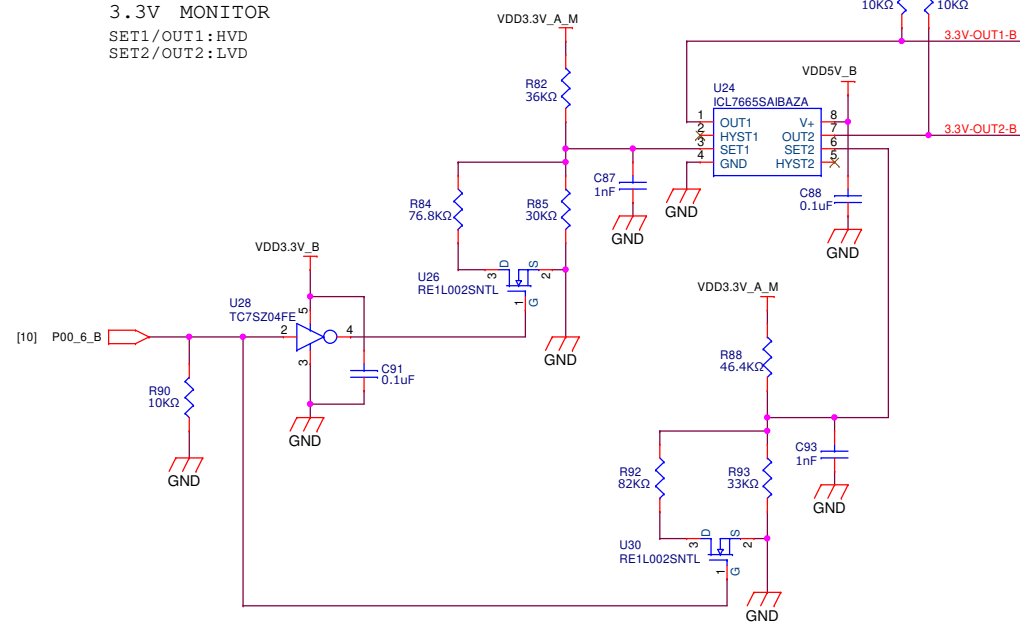 3.3V MONITOR
SET1/OUT1:HVD
SET2/OUT2:LVD
VDD3.3V_A_M
10KΩ
10KΩ
3.3V-OUT1-B
R82
36KΩ
VDD5V_B
U24
ICL7665SAIBAZA
1
OUT1
V+
8
2
HYST1
OUT2
7
3.3V-OUT2-B
3
SET1
SET2
6
4
GND
HYST2
5
C87
1nF
C88
0.1uF
GND
GND
GND
R84
76.8KΩ
R85
30KΩ
VDD3.3V_B
U26
RE1L002SNTL
3
D
S
2
1
G
VDD3.3V_A_M
U28
TC7SZ04FE
5
[10]
P00_6_B
2
4
3
GND
C91
0.1uF
R90
10KΩ
GND
GND
R88
46.4KΩ
C93
1nF
R92
82KΩ
R93
33KΩ
GND
U30
RE1L002SNTL
3
D
S
2
1
G
GND